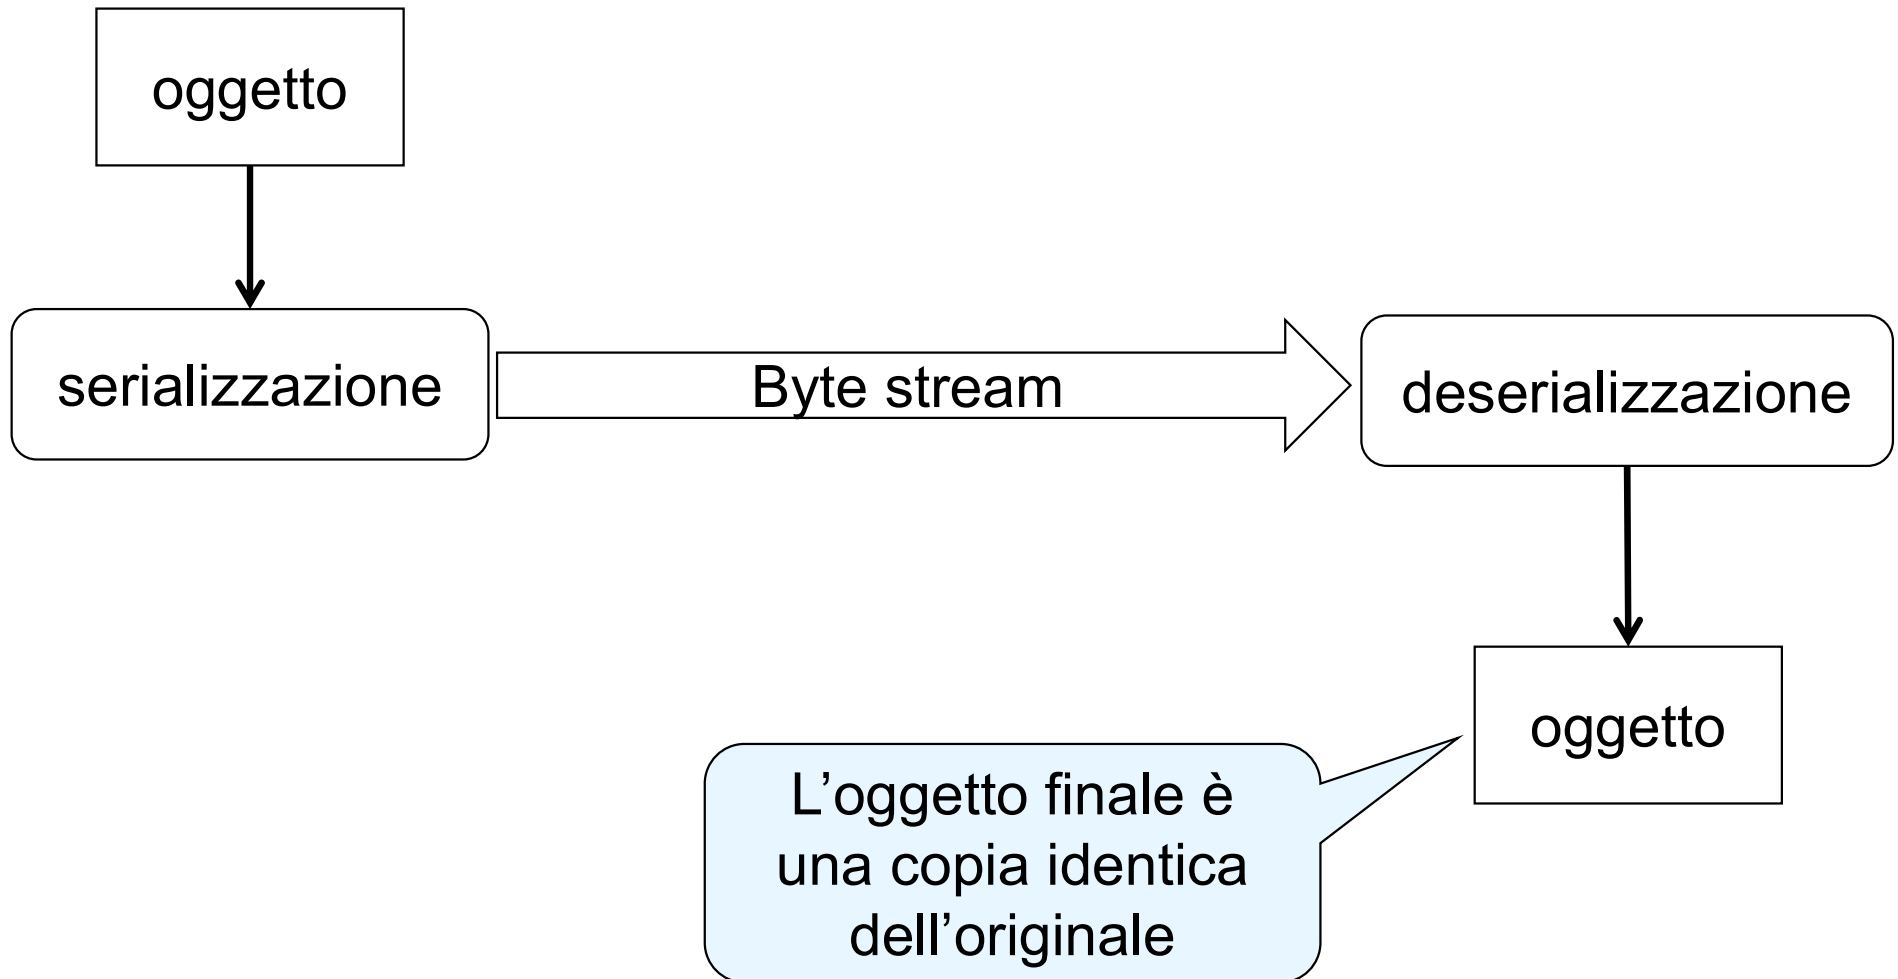 oggetto
serializzazione
Byte stream
deserializzazione
oggetto
L’oggetto finale è
una copia identica
dell’originale